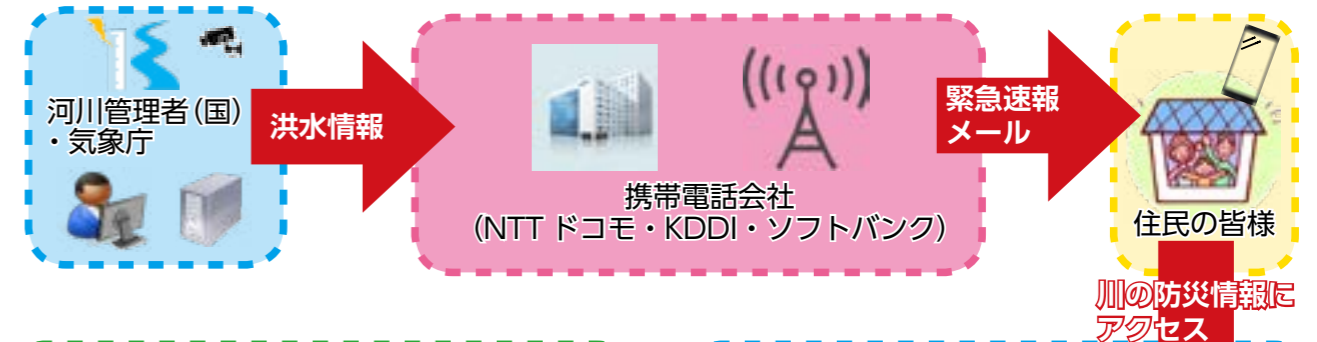 河川管理者(国)
・気象庁
洪水情報
携帯電話会社
(NTT ドコモ・KDDI・ソフトバンク)
緊急速報
メール
住民の皆様
川の防災情報に
アクセス